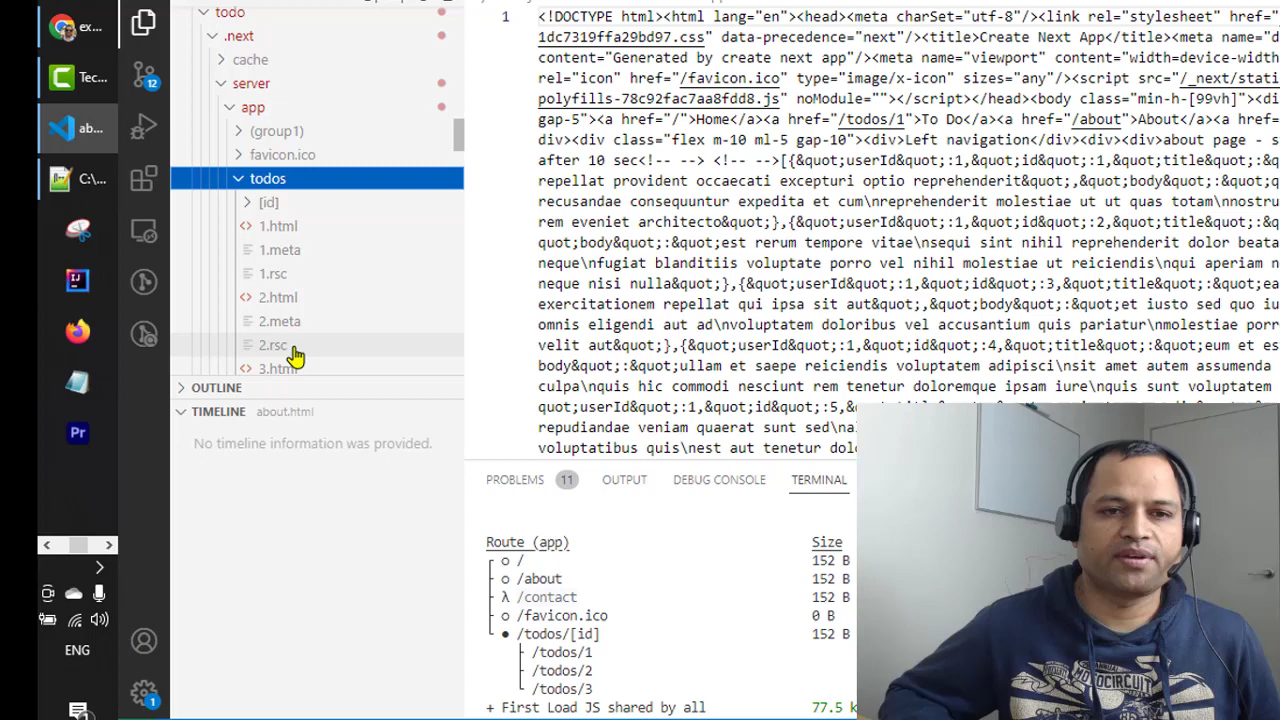 ex...
Tec...
ab...
C:\...
Pr
ENG
12
1
todo
.next
cache
server
app
(group1)
favicon.ico
todos
[id]
1.html
1.meta
1.rsc
2.html
2.meta
2.rsc
3.html
OUTLINE
TIMELINE about.html
No timeline information was provided.
1
<!DOCTYPE html><html lang="en"><head><meta charSet="utf-8"/><link rel="stylesheet" href="
1dc7319ffa29bd97.css" data-precedence="next"/><title>Create Next App</title><meta name="d
content="Generated by create next app"/><meta name="viewport" content="width=device-width
rel="icon" href="/favicon.ico" type="image/x-icon" sizes="any"/><script src="/_next/stati
polyfills-78c92fac7aa8fdd8.js" noModule=""></script></head><body class="min-h-[99vh]"><di
gap-5"><a href="/">Home</a><a href="/todos/1">To Do</a><a href="/about">About</a><a href=
div><div class="flex m-10 ml-5 gap-10"><div>Left navigation</div><div><div>about page - s
after 10 sec<!-- --> <!-- -->[{&quot;userId&quot;:1,&quot;id&quot;:1,&quot;title&quot;:&q
repellat provident occaecati excepturi optio reprehenderit&quot;,&quot;body&quot;:&quot;q
recusandae consequuntur expedita et cum\nreprehenderit molestiae ut ut quas totam\nnostru
rem eveniet architecto&quot;},{&quot;userId&quot;:1,&quot;id&quot;:2,&quot;title&quot;:&q
&quot;body&quot;:&quot;est rerum tempore vitae\nsequi sint nihil reprehenderit dolor beata
ne\nfugiat blanditiis voluptate porro vel nihil molestiae ut reiciendis\nqui aperiam n
neque nisi nulla&quot;},{&quot;userId&quot;:1,&quot;id&quot;:3,&quot;title&quot;:&quot;ea
exercitationem repellat qui ipsa sit aut&quot;,&quot;body&quot;:&quot;et iusto sed quo iu
omnis eligendi aut ad\nvoluptatem doloribus vel accusantium quis pariatur\nmolestiae porr
velit aut&quot;},{&quot;userId&quot;:1,&quot;id&quot;:4,&quot;title&quot;:&quot;eum et es
body&quot;:&quot;ullam et saepe reiciendis voluptatem adipisci\nsit amet autem assumenda
culpa\nquis hic commodi nesciunt rem tenetur doloremque ipsam iure\nquis sunt voluptatem
quot;userId&quot;:1,&quot;id&quot;:5,&
repudiandae veniam quaerat sunt sed\n
voluptatibus quis\nest aut tenetur do
PROBLEMS 11 OUTPUT DEBUG CONSOLE TERMINAL
Route (app) Size
┌ ○ / 152 B
├ ○ /about 152 B
├ λ /contact 152 B
├ ○ /favicon.ico 0 B
└ ● /todos/[id] 152 B
├ /todos/1
├ /todos/2
└ /todos/3
+ First Load JS shared by all 77.5 k
MOTOCIRCUIT